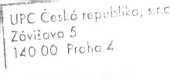 UPC Česká republika, s.r.o
Závišova 5
140 00 Praha 4